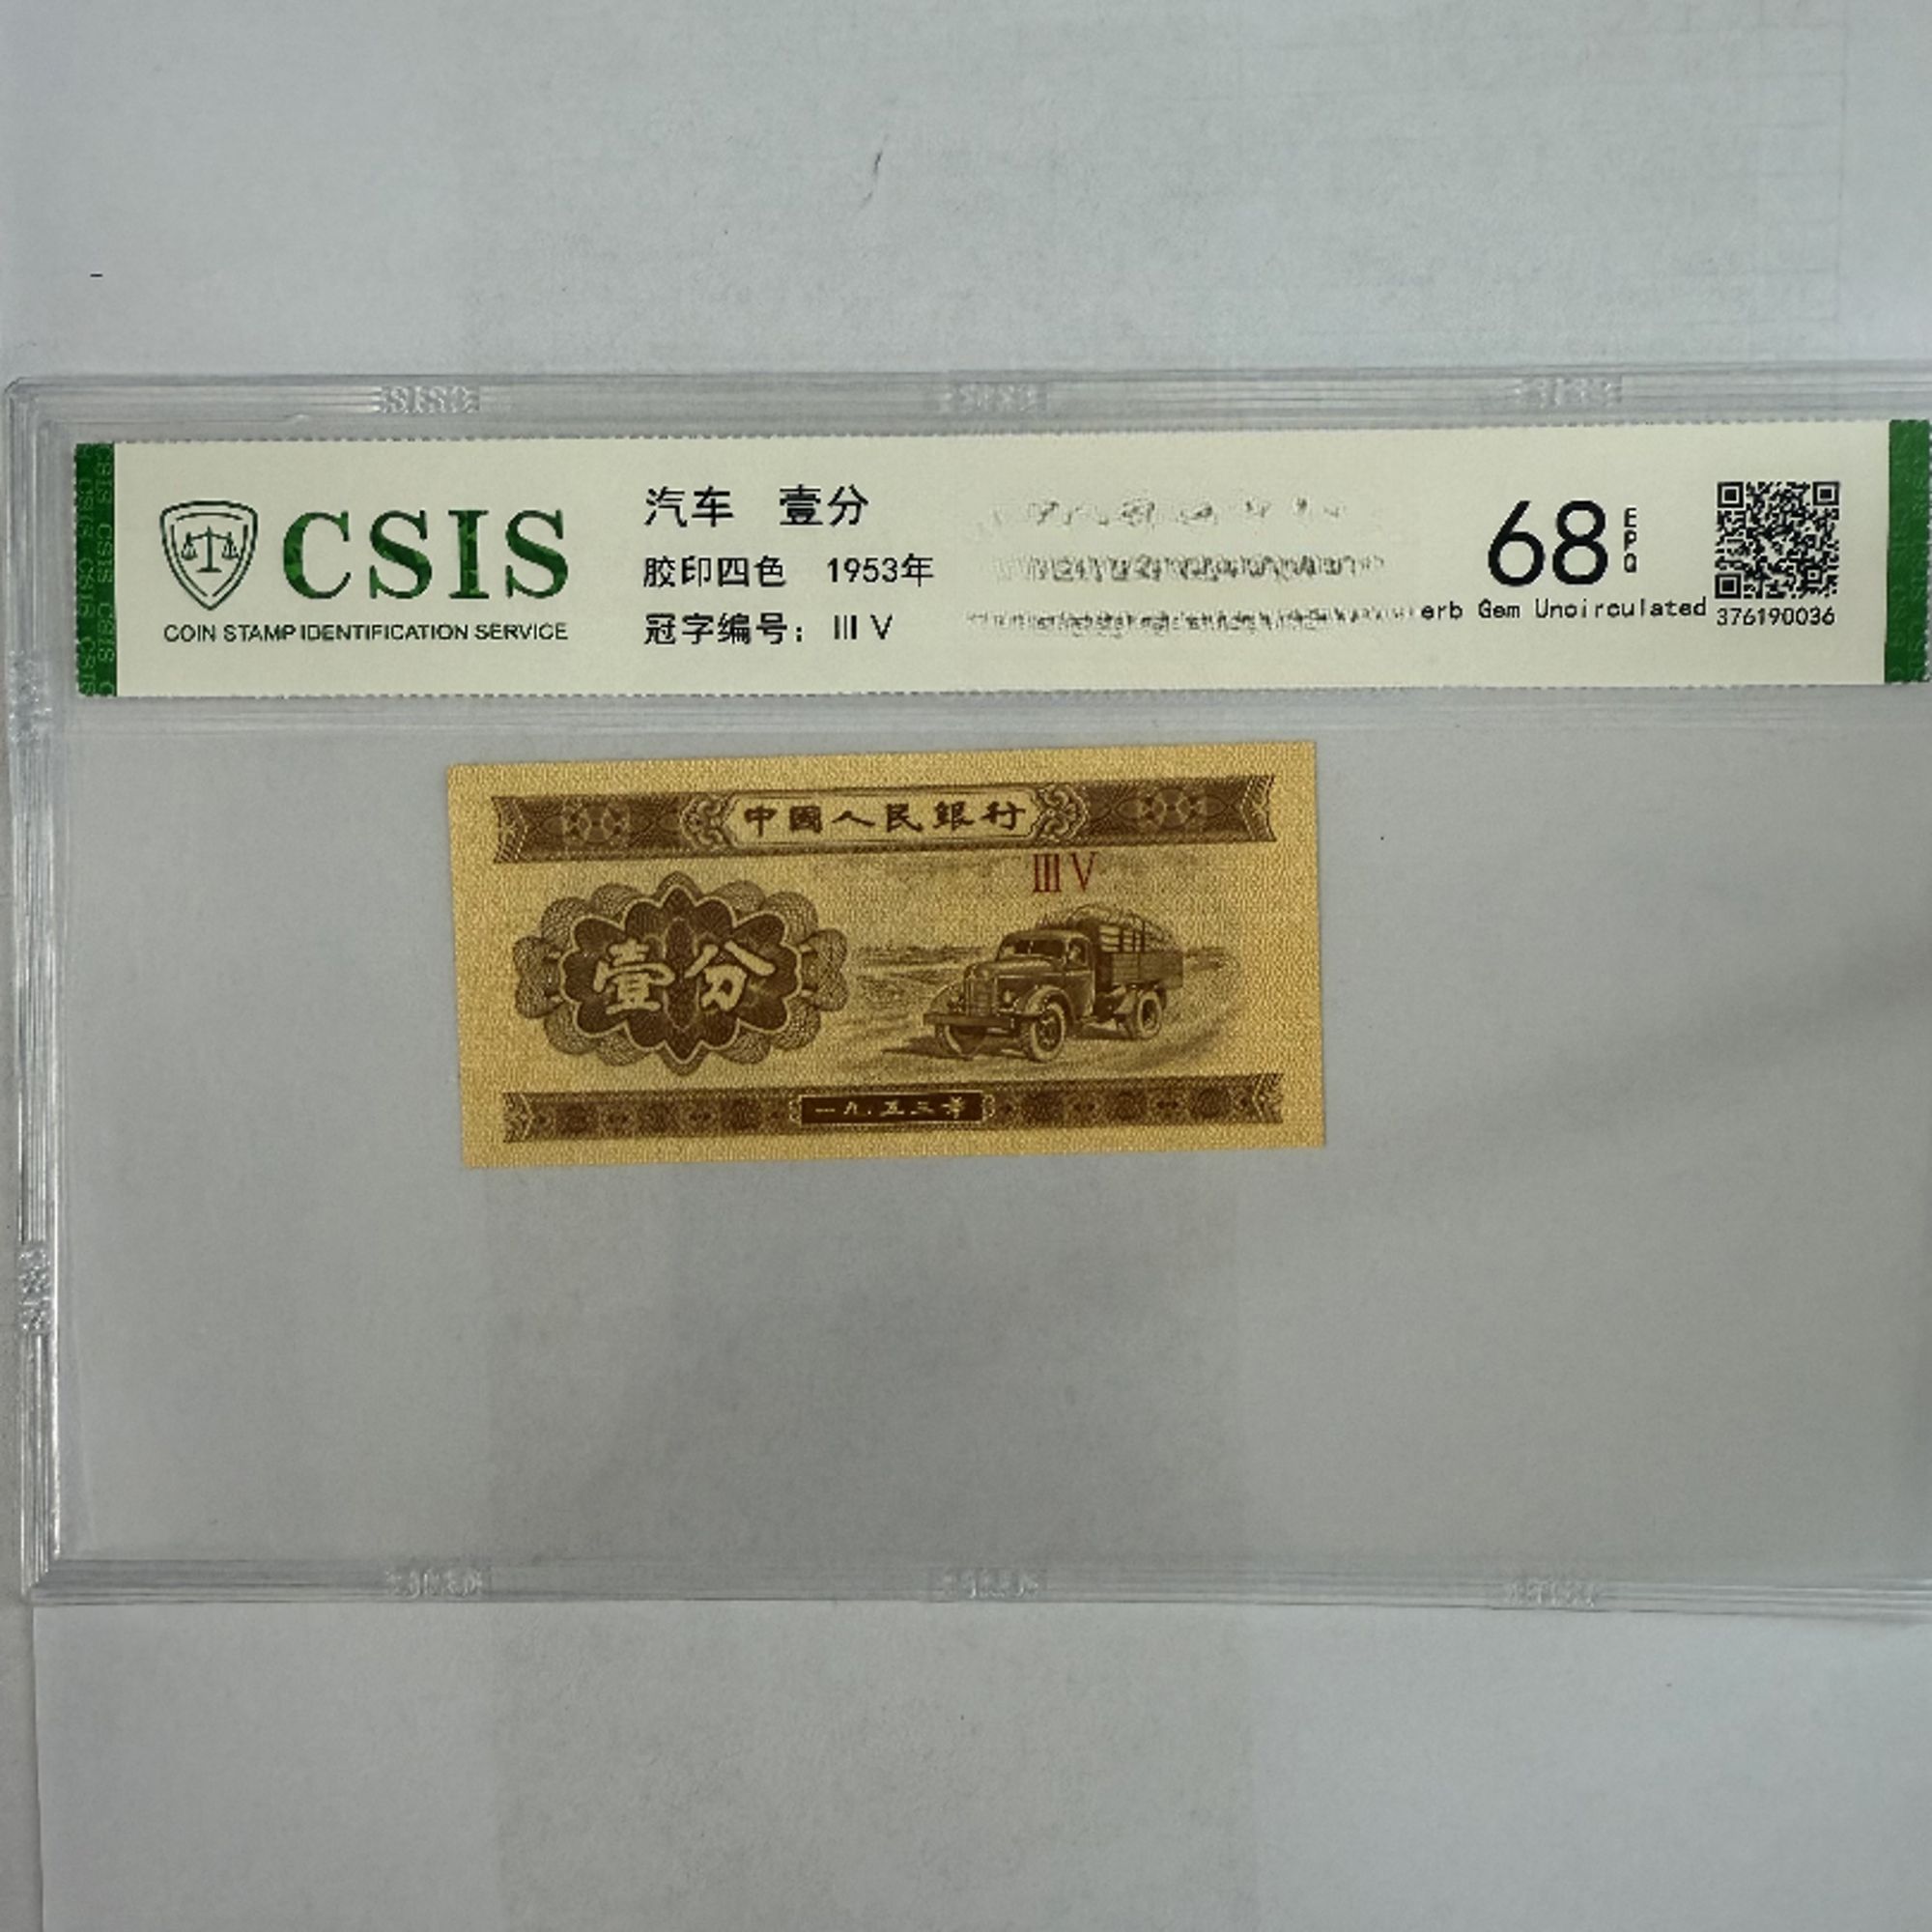 CSIS
COIN STAMP IDENTIFICATION SERVICE
汽车 壹分
胶印四色 1953年
冠字编号：III V
68
EPQ
erb Gem Uncirculated
376190036
中國人民銀行
III V
壹分
一九五三年